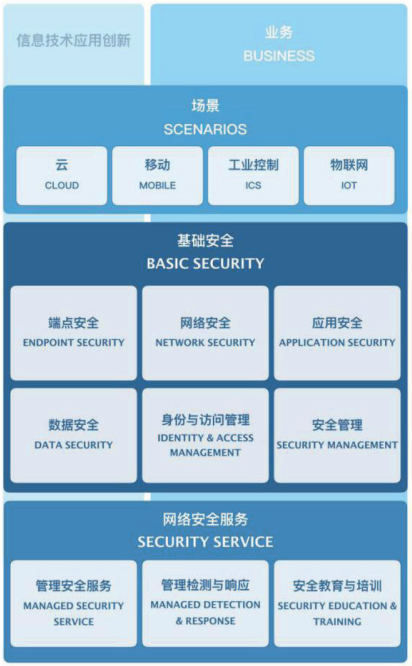 信息技术应用创新
业务
BUSINESS
场景
SCENARIOS
云
CLOUD
移动
MOBILE
工业控制
ICS
物联网
IOT
基础安全
BASIC SECURITY
端点安全
ENDPOINT SECURITY
网络安全
NETWORK SECURITY
应用安全
APPLICATION SECURITY
数据安全
DATA SECURITY
身份与访问管理
IDENTITY & ACCESS
MANAGEMENT
安全管理
SECURITY MANAGEMENT
网络安全服务
SECURITY SERVICE
管理安全服务
MANAGED SECURITY
SERVICE
管理检测与响应
MANAGED DETECTION
& RESPONSE
安全教育与培训
SECURITY EDUCATION &
TRAINING